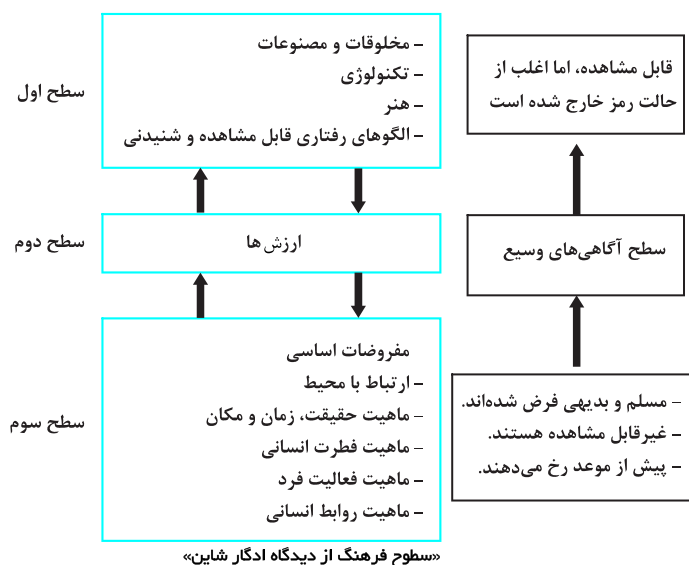 سطح اول
– مخلوقات و مصنوعات
– تکنولوژی
– هنر
– الگوهای رفتاری قابل مشاهده و شنیدنی
قابل مشاهده، اما اغلب از
حالت رمز خارج شده است
سطح دوم
ارزش‌ها
سطح آگاهی‌های وسیع
سطح سوم
مفروضات اساسی
– ارتباط با محیط
– ماهیت حقیقت، زمان و مکان
– ماهیت فطرت انسانی
– ماهیت فعالیت فرد
– ماهیت روابط انسانی
– مسلم و بدیهی فرض شده‌اند.
– غیرقابل مشاهده هستند.
– پیش از موعد رخ می‌دهند.
«سطوح فرهنگ از دیدگاه ادگار شاین»